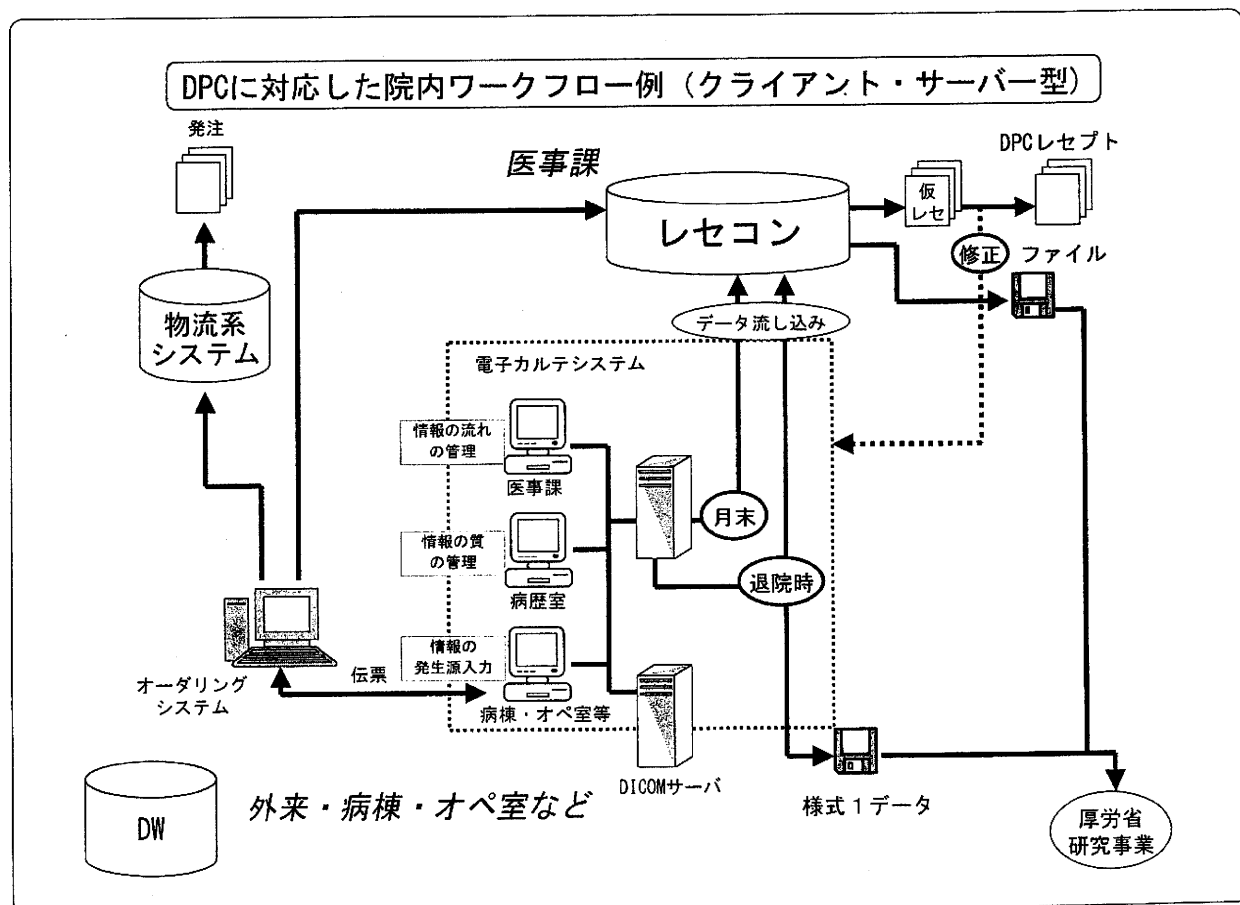 DPCに対応した院内ワークフロー例（クライアント・サーバー型）
発注
医事課
DPCレセプト
仮
レセ
レセコン
修正
ファイル
物流系
システム
データ流し込み
電子カルテシステム
情報の流れ
の管理
医事課
月末
情報の質
の管理
病歴室
退院時
情報の
発生源入力
伝票
オーダリング
システム
病棟・オペ室等
DICOMサーバ
様式１データ
DW
外来・病棟・オペ室など
厚労省
研究事業